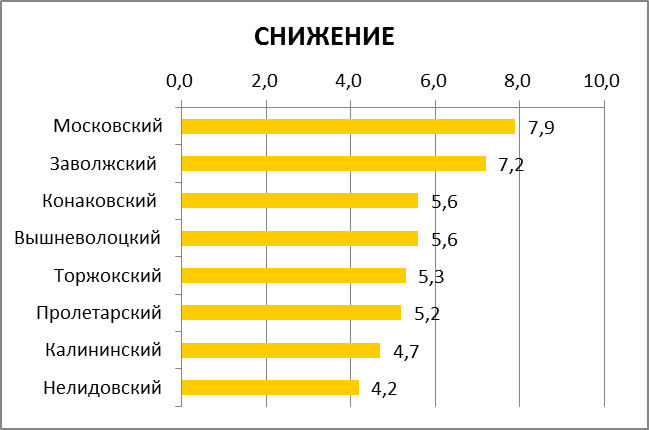 СНИЖЕНИЕ
0,0 2,0 4,0 6,0 8,0 10,0
Московский 7,9
Заволжский 7,2
Конаковский 5,6
Вышневолоцкий 5,6
Торжокский 5,3
Пролетарский 5,2
Калининский 4,7
Нелидовский 4,2